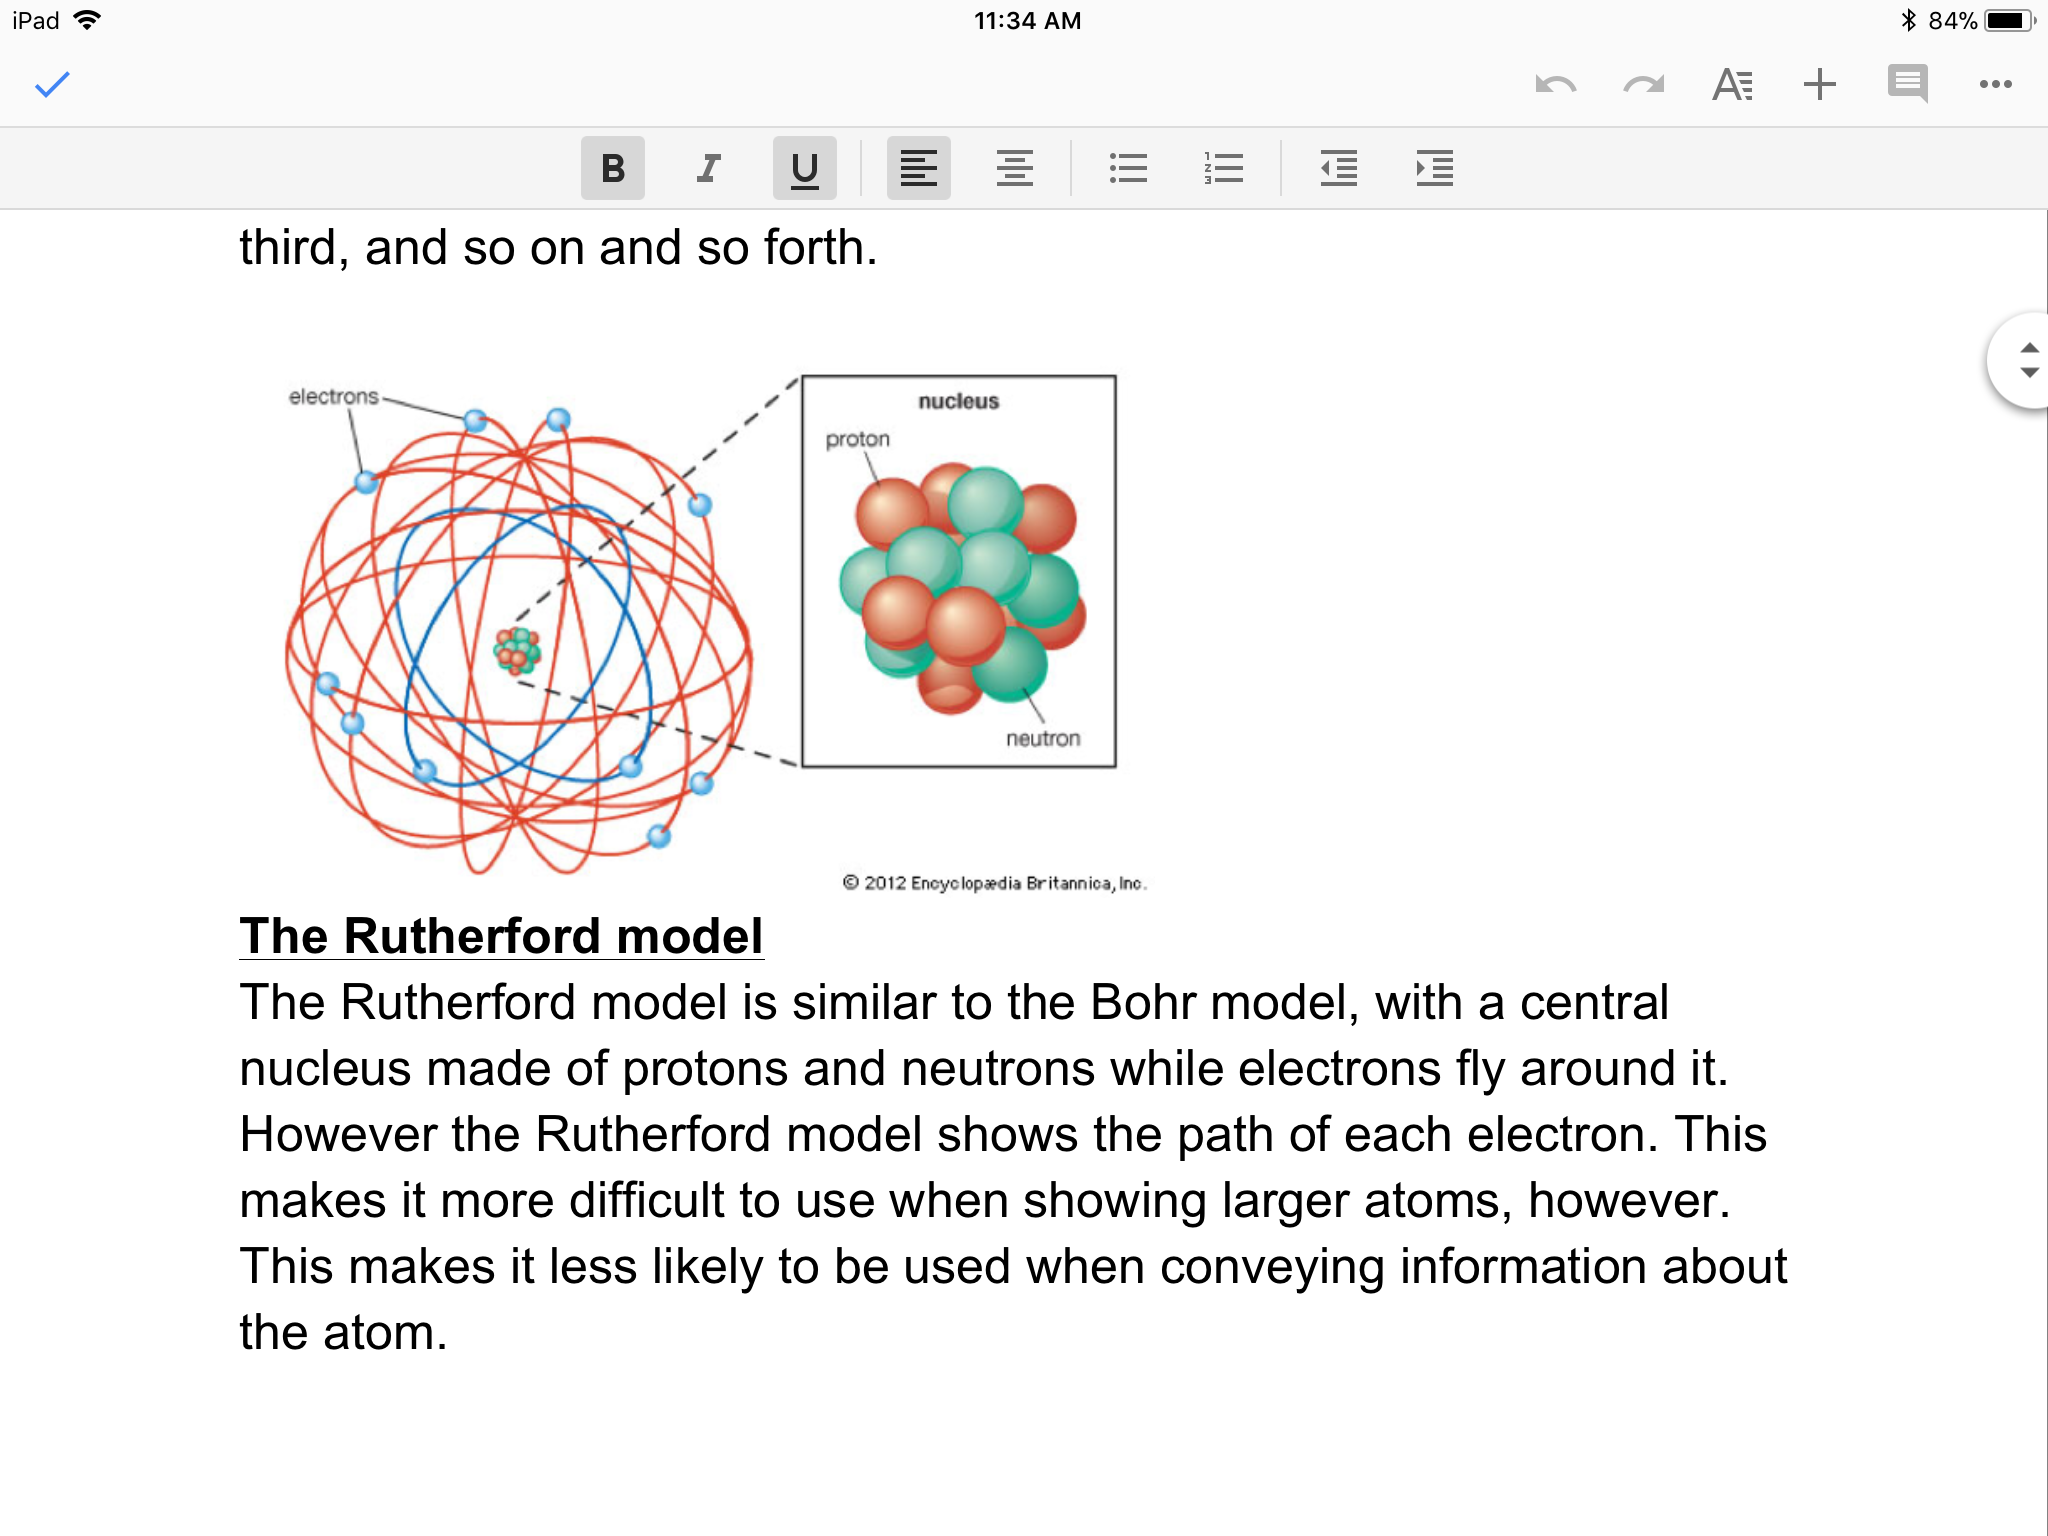 iPad 11:34 AM 84%
B I U
third, and so on and so forth.
electrons
nucleus
proton
neutron
© 2012 Encyclopædia Britannica, Inc.
The Rutherford model
The Rutherford model is similar to the Bohr model, with a central
nucleus made of protons and neutrons while electrons fly around it.
However the Rutherford model shows the path of each electron. This
makes it more difficult to use when showing larger atoms, however.
This makes it less likely to be used when conveying information about
the atom.